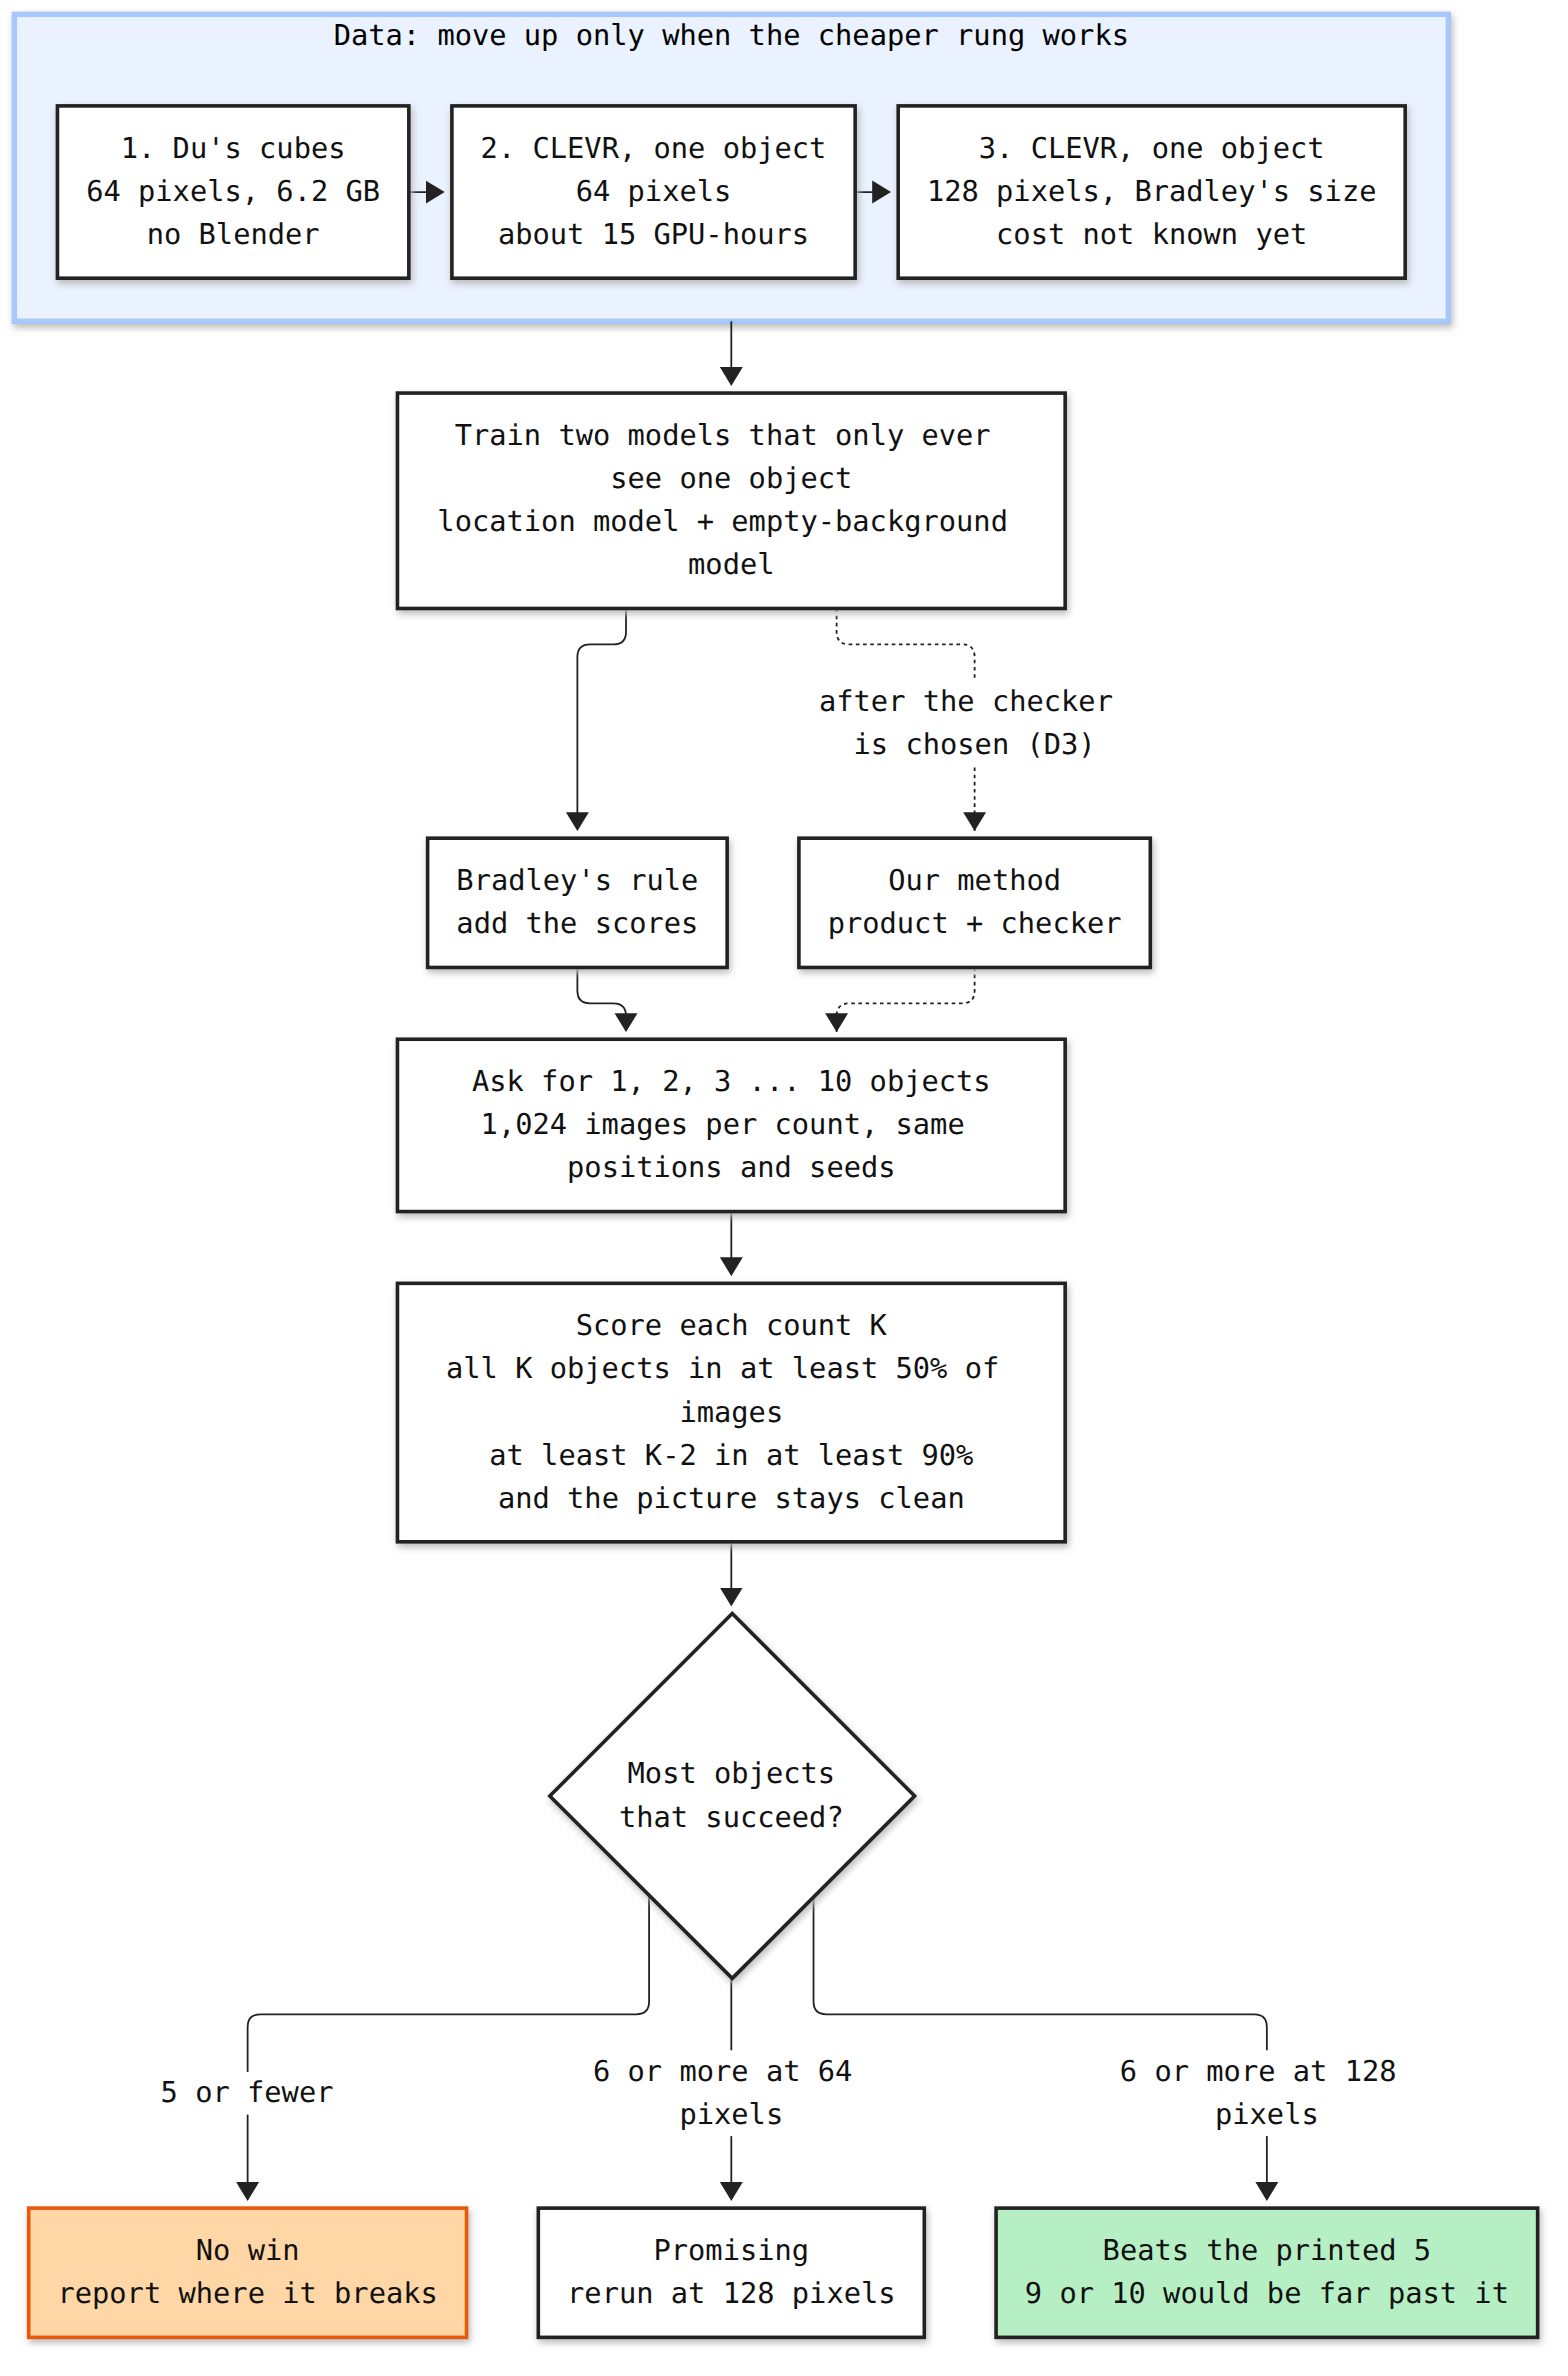 Data: move up only when the cheaper rung works
1. Du's cubes
64 pixels, 6.2 GB
no Blender
2. CLEVR, one object
64 pixels
about 15 GPU-hours
3. CLEVR, one object
128 pixels, Bradley's size
cost not known yet
Train two models that only ever
see one object
location model + empty-background
model
after the checker
is chosen (D3)
Bradley's rule
add the scores
Our method
product + checker
Ask for 1, 2, 3 ... 10 objects
1,024 images per count, same
positions and seeds
Score each count K
all K objects in at least 50% of
images
at least K-2 in at least 90%
and the picture stays clean
Most objects
that succeed?
5 or fewer
6 or more at 64
pixels
6 or more at 128
pixels
No win
report where it breaks
Promising
rerun at 128 pixels
Beats the printed 5
9 or 10 would be far past it